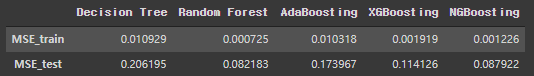 Decision Tree Random Forest AdaBoosting XGBoosting NGBoosting
MSE_train 0.010929 0.000725 0.010318 0.001919 0.001226
MSE_test 0.206195 0.082183 0.173967 0.114126 0.087922